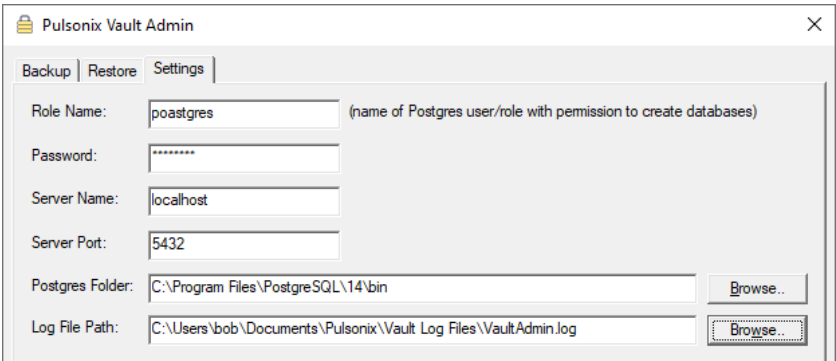 Pulsonix Vault Admin
Backup Restore Settings
Role Name: poastgres (name of Postgres user/role with permission to create databases)
Password: ********
Server Name: localhost
Server Port: 5432
Postgres Folder: C:\Program Files\PostgreSQL\14\bin Browse..
Log File Path: C:\Users\bob\Documents\Pulsonix\Vault Log Files\VaultAdmin.log Browse..